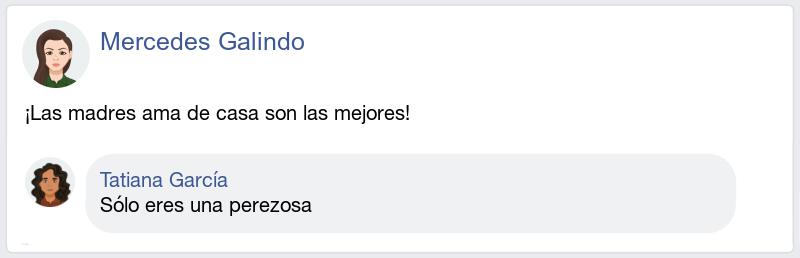 Mercedes Galindo
¡Las madres ama de casa son las mejores!
Tatiana García
Sólo eres una perezosa